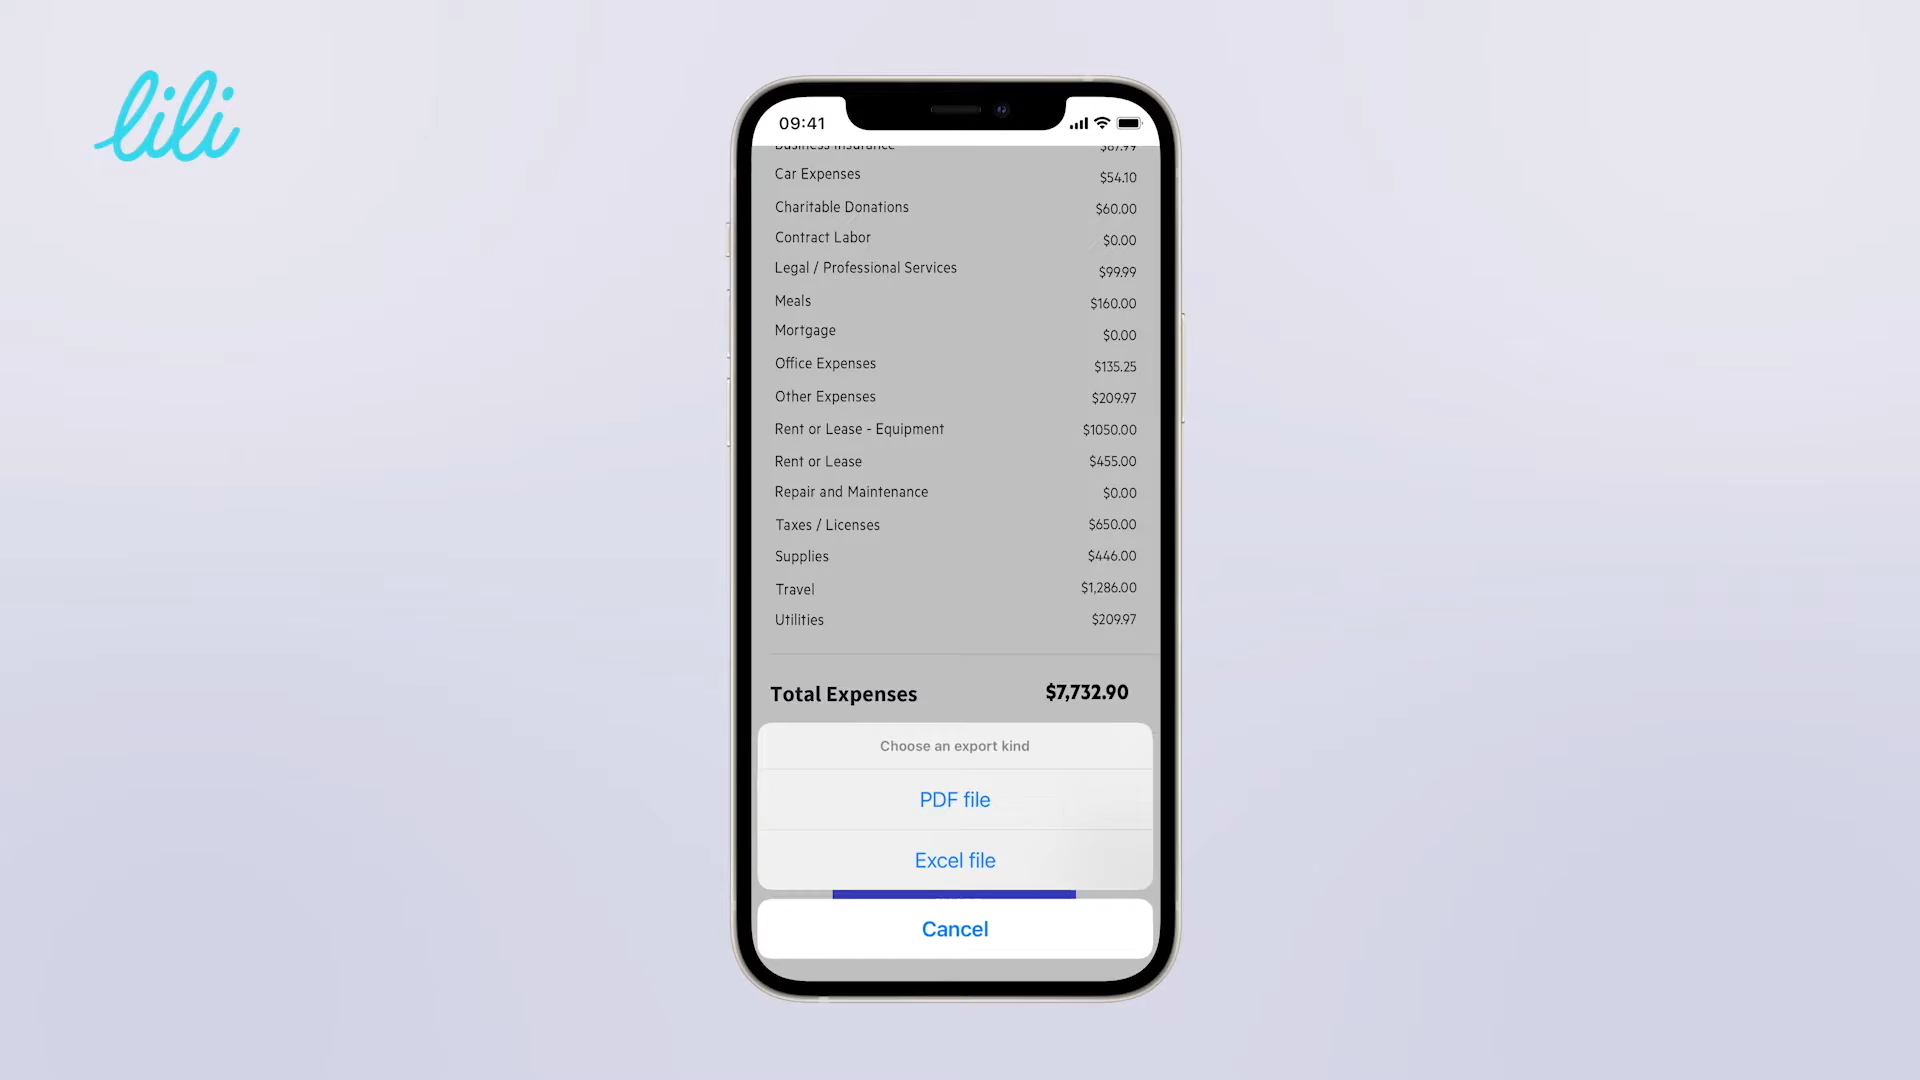 lili
09:41
Business Insurance $87.99
Car Expenses $54.10
Charitable Donations $60.00
Contract Labor $0.00
Legal / Professional Services $99.99
Meals $160.00
Mortgage $0.00
Office Expenses $135.25
Other Expenses $209.97
Rent or Lease - Equipment $1050.00
Rent or Lease $455.00
Repair and Maintenance $0.00
Taxes / Licenses $650.00
Supplies $446.00
Travel $1,286.00
Utilities $209.97
Total Expenses $7,732.90
Choose an export kind
PDF file
Excel file
Cancel